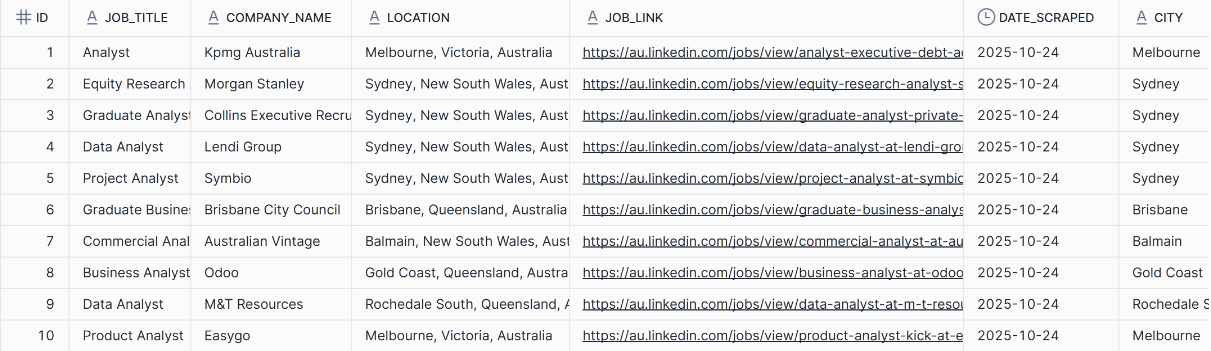 ID JOB_TITLE COMPANY_NAME LOCATION JOB_LINK DATE_SCRAPED CITY
1 Analyst Kpmg Australia Melbourne, Victoria, Australia https://au.linkedin.com/jobs/view/analyst-executive-debt-a 2025-10-24 Melbourne
2 Equity Research Morgan Stanley Sydney, New South Wales, Aust https://au.linkedin.com/jobs/view/equity-research-analyst-s 2025-10-24 Sydney
3 Graduate Analyst Collins Executive Recru Sydney, New South Wales, Aust https://au.linkedin.com/jobs/view/graduate-analyst-private- 2025-10-24 Sydney
4 Data Analyst Lendi Group Sydney, New South Wales, Aust https://au.linkedin.com/jobs/view/data-analyst-at-lendi-gro 2025-10-24 Sydney
5 Project Analyst Symbio Sydney, New South Wales, Aust https://au.linkedin.com/jobs/view/project-analyst-at-symbio 2025-10-24 Sydney
6 Graduate Busine Brisbane City Council Brisbane, Queensland, Australia https://au.linkedin.com/jobs/view/graduate-business-analys 2025-10-24 Brisbane
7 Commercial Anal Australian Vintage Balmain, New South Wales, Aust https://au.linkedin.com/jobs/view/commercial-analyst-at-au 2025-10-24 Balmain
8 Business Analyst Odoo Gold Coast, Queensland, Austra https://au.linkedin.com/jobs/view/business-analyst-at-odoo 2025-10-24 Gold Coast
9 Data Analyst M&T Resources Rochedale South, Queensland, A https://au.linkedin.com/jobs/view/data-analyst-at-m-t-resou 2025-10-24 Rochedale S
10 Product Analyst Easygo Melbourne, Victoria, Australia https://au.linkedin.com/jobs/view/product-analyst-kick-at-e 2025-10-24 Melbourne